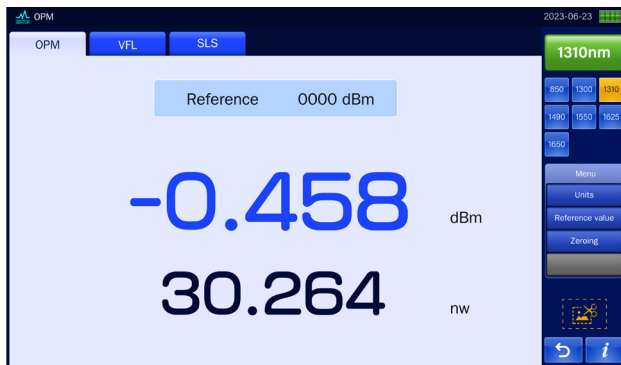 OPM
2023-06-23
OPM
VFL
SLS
1310nm
Reference 0000 dBm
850 1300 1310
1490 1550 1625
1650
-0.458 dBm
30.264 nw
Menu
Units
Reference value
Zeroing
i